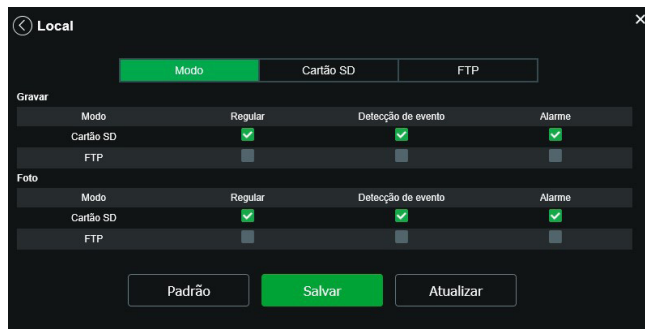 Local
Modo Cartão SD FTP
Gravar
Modo Regular Detecção de evento Alarme
Cartão SD
FTP
Foto
Modo Regular Detecção de evento Alarme
Cartão SD
FTP
Padrão Salvar Atualizar